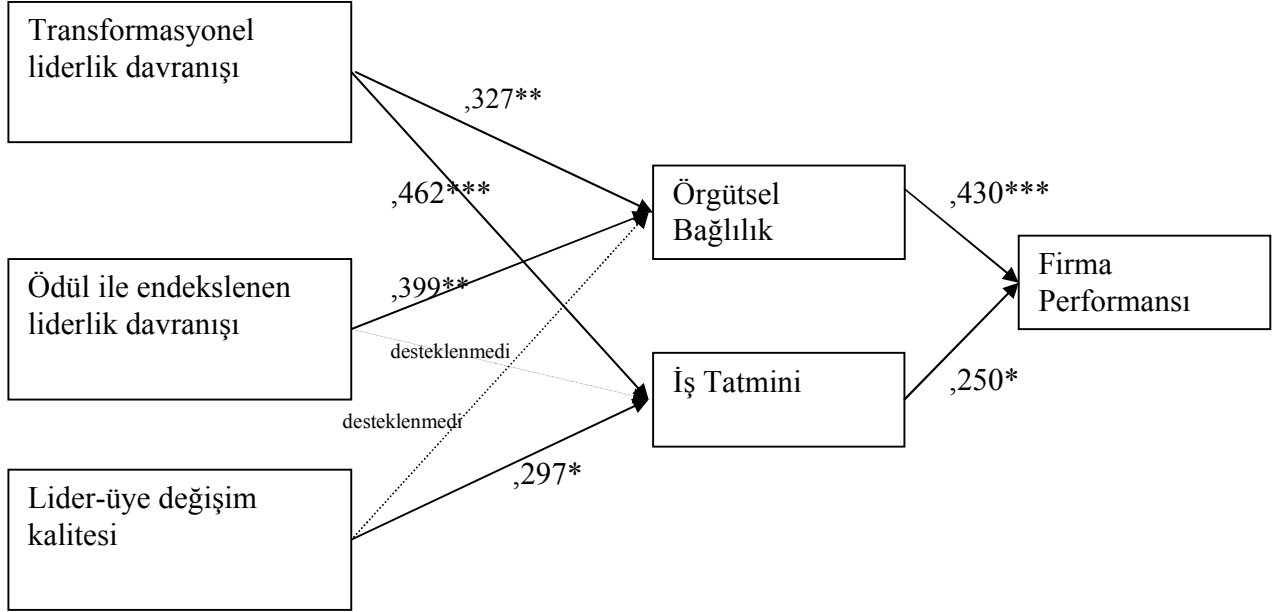 Transformasyonel
liderlik davranışı
,327**
,462***
Örgütsel
Bağlılık
,430***
Firma
Performansı
Ödül ile endekslenen
liderlik davranışı
,399**
desteklenmedi
İş Tatmini
,250*
desteklenmedi
,297*
Lider-üye değişim
kalitesi